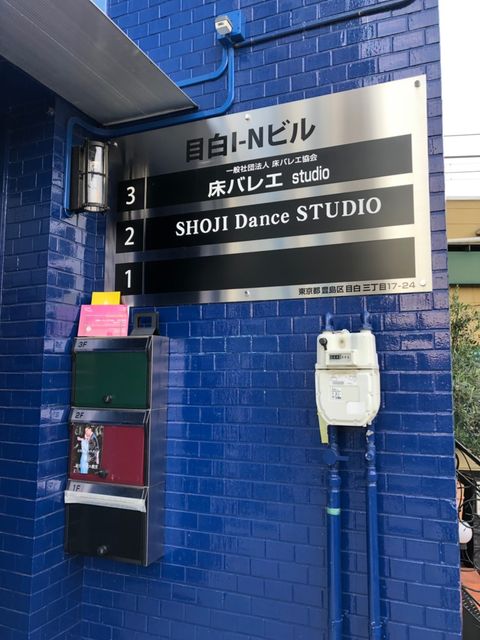 目白I-Nビル
3
一般社団法人 床バレエ協会
床バレエ studio
2
SHOJI Dance STUDIO
1
東京都 豊島区 目白 三丁目17-24
3F
2F
1F